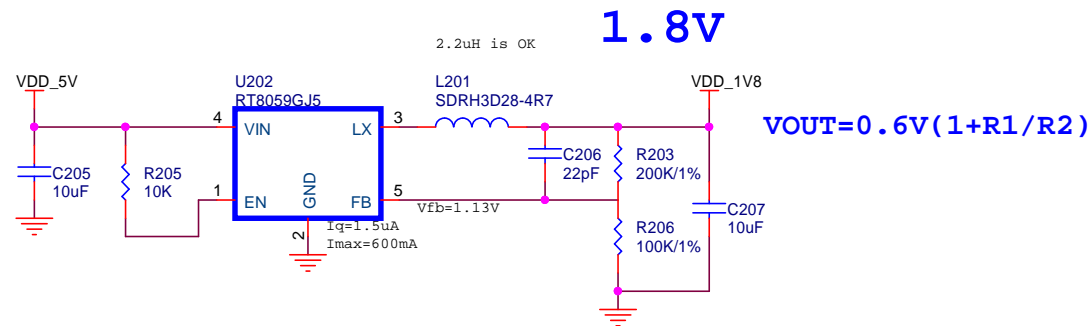 1.8V
2.2uH is OK
VDD_5V
U202
RT8059GJ5
L201
SDRH3D28-4R7
VDD_1V8
VOUT=0.6V(1+R1/R2)
4
VIN
LX
3
C205
10uF
R205
10K
1
EN
GND
FB
5
2
Vfb=1.13V
Iq=1.5uA
Imax=600mA
C206
22pF
R203
200K/1%
R206
100K/1%
C207
10uF